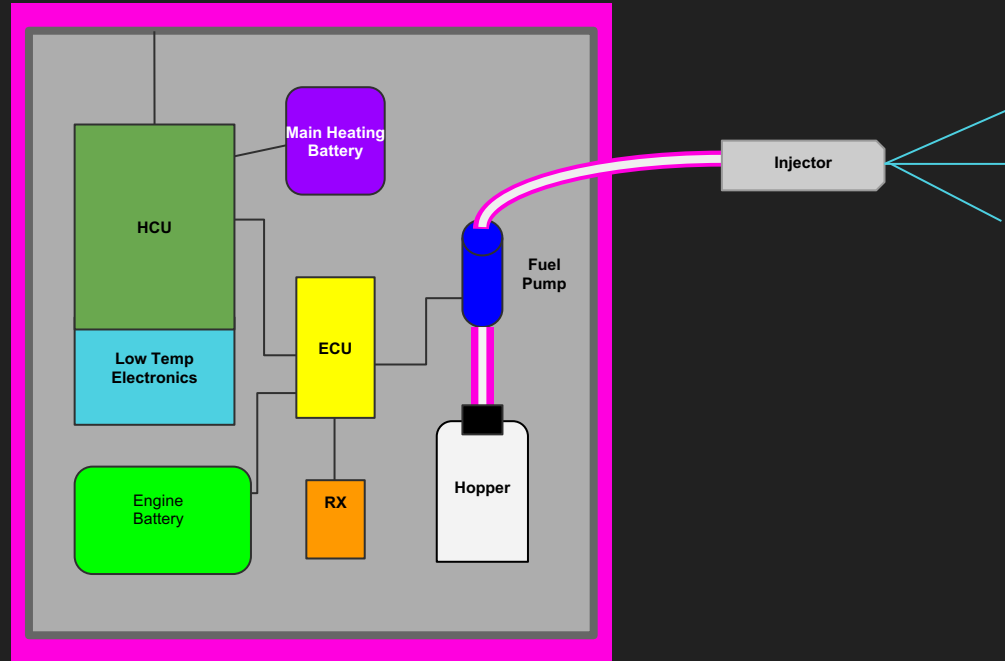 Main Heating
Battery
Injector
HCU
Fuel
Pump
ECU
Low Temp
Electronics
Hopper
Engine
Battery
RX